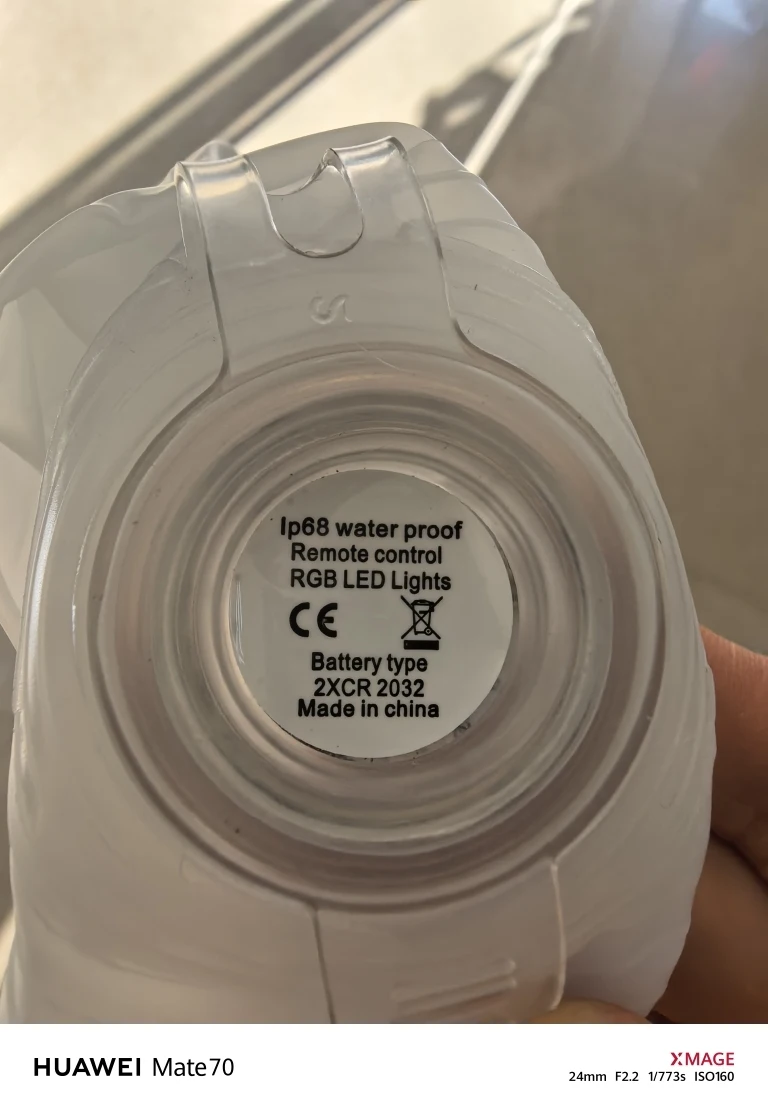 Ip68 water proof
Remote control
RGB LED Lights
CE
Battery type
2XCR 2032
Made in china
HUAWEI Mate70
XMAGE
24mm F2.2 1/773s ISO160